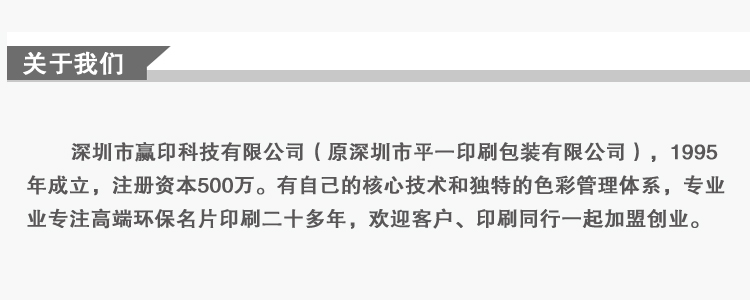 关于我们
深圳市赢印科技有限公司（原深圳市平一印刷包装有限公司），1995
年成立，注册资本500万。有自己的核心技术和独特的色彩管理体系，专业
业专注高端环保名片印刷二十多年，欢迎客户、印刷同行一起加盟创业。